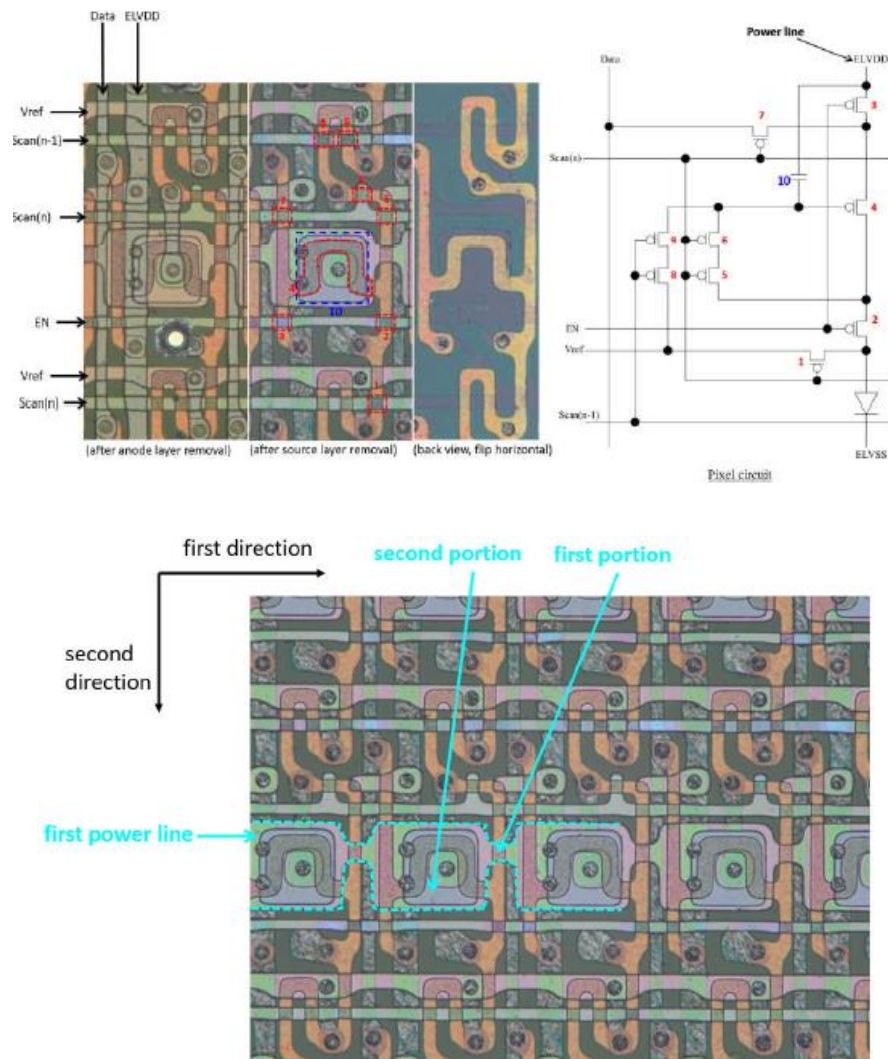 Data ELVDD
Vref
Scan(n-1)
Scan(n)
EN
Vref
Scan(n)
10
3
2
(after anode layer removal)
(after source layer removal)
(back view, flip horizontal)
Power line
Data
ELVDD
3
7
Scan(n)
10
4
9
6
8
5
EN
2
Vref
1
Scan(n-1)
ELVSS
Pixel circuit
first direction
second portion
first portion
second
direction
first power line